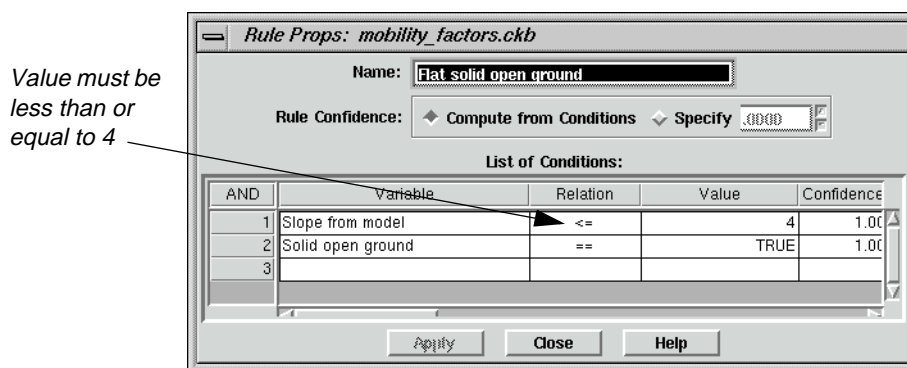 Rule Props: mobility_factors.ckb
Value must be
less than or
equal to 4
Name: Flat solid open ground
Rule Confidence: Compute from Conditions Specify .0000
List of Conditions:
AND Variable Relation Value Confidence
1 Slope from model <= 4 1.00
2 Solid open ground == TRUE 1.00
3
Apply Close Help